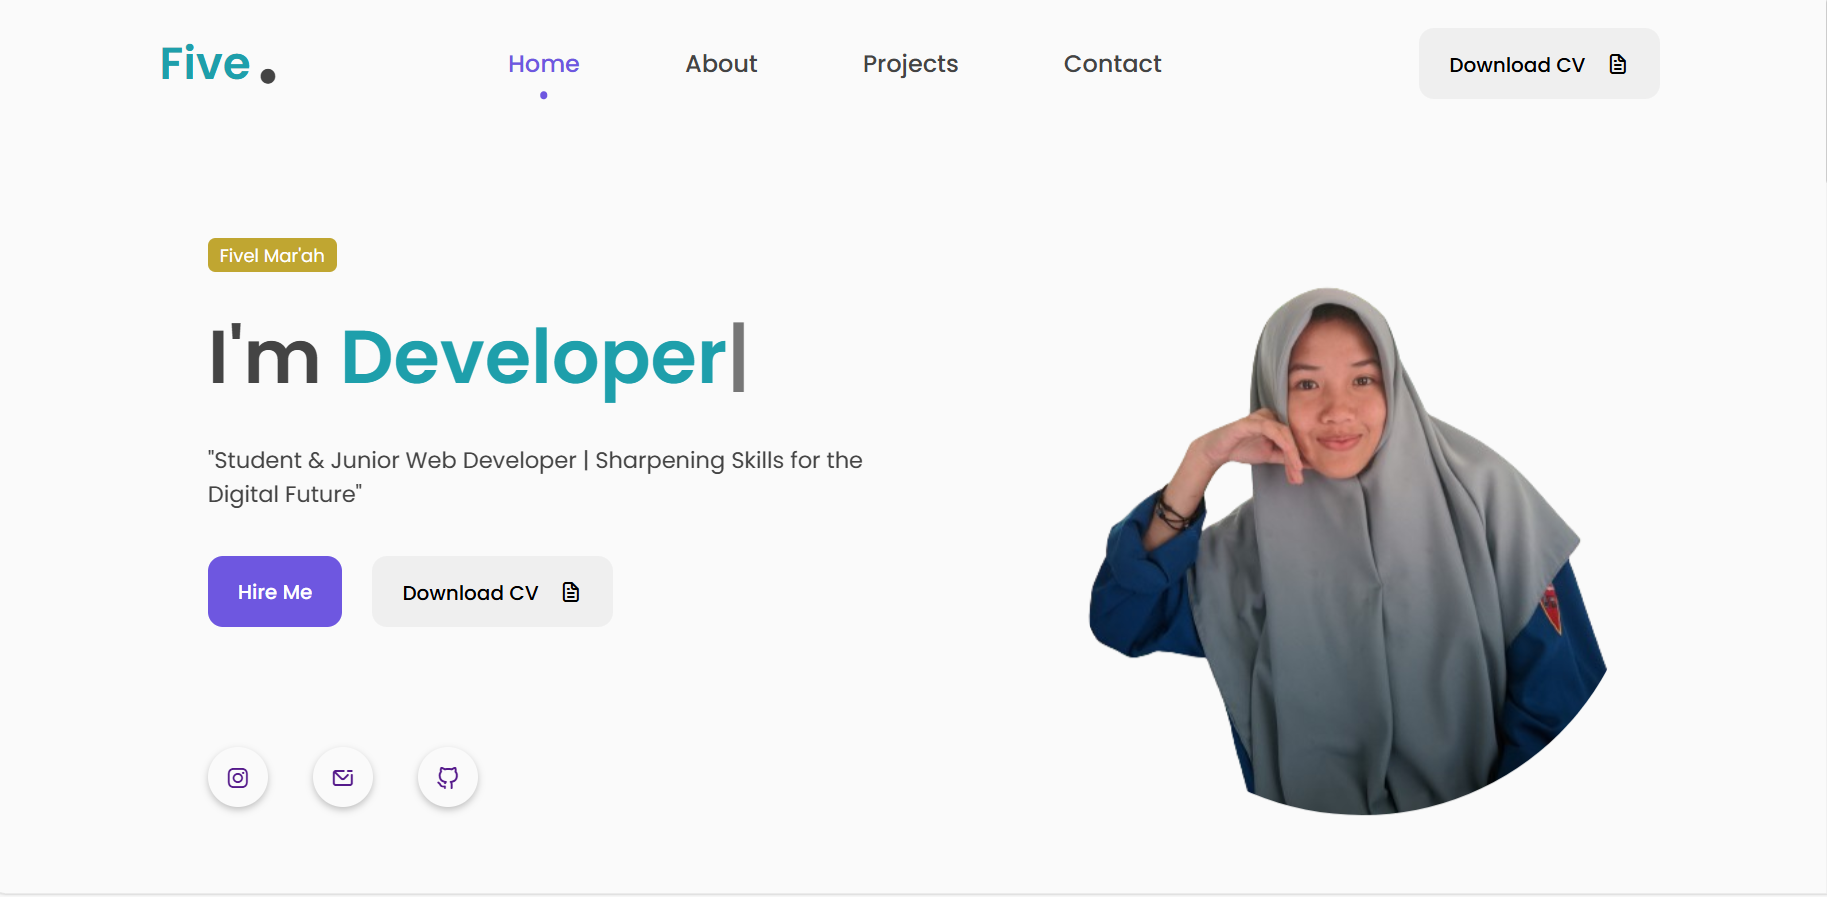 Five.
Home
About
Projects
Contact
Download CV
Fivel Mar'ah
I'm Developer|
"Student & Junior Web Developer | Sharpening Skills for the
Digital Future"
Hire Me
Download CV